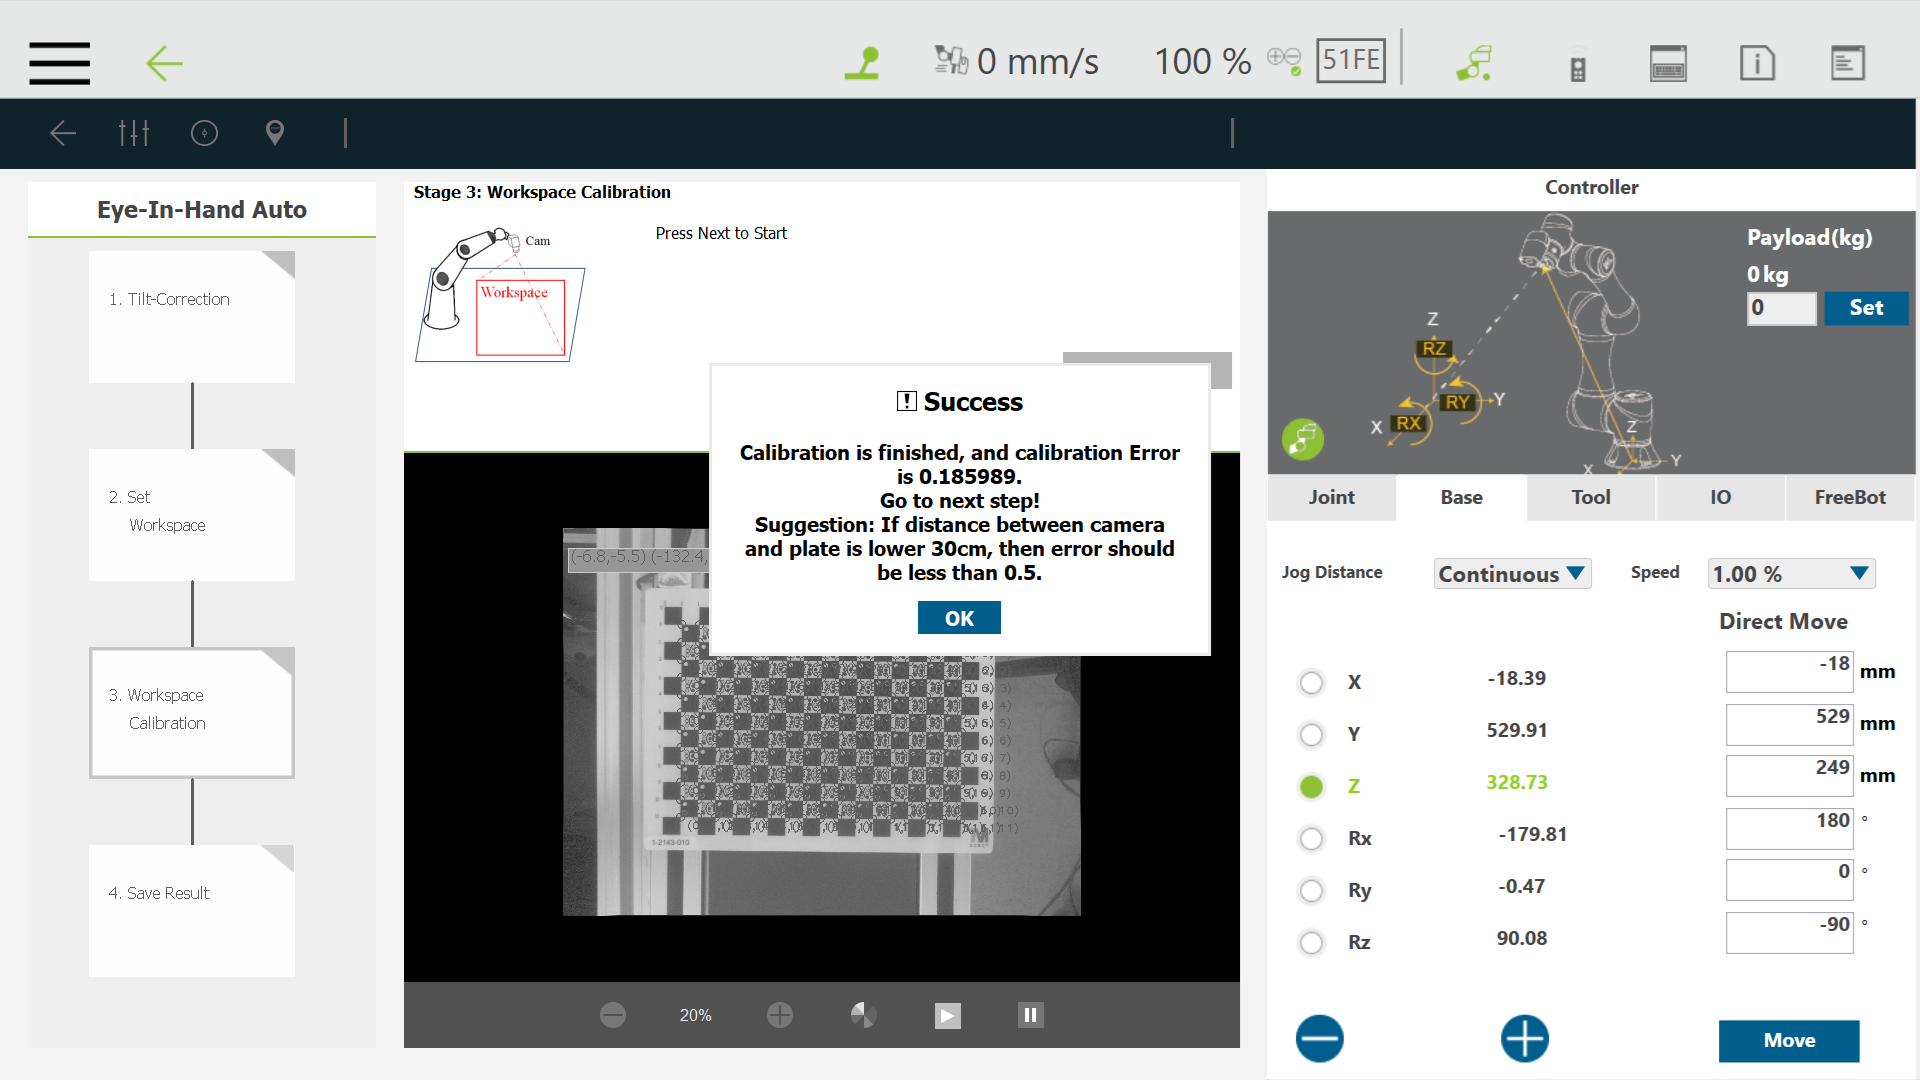 0 mm/s
100 %
51FE
Eye-In-Hand Auto
1. Tilt-Correction
2. Set
Workspace
3. Workspace
Calibration
4. Save Result
Stage 3: Workspace Calibration
Press Next to Start
Cam
Workspace
Success
Calibration is finished, and calibration Error
is 0.185989.
Go to next step!
Suggestion: If distance between camera
and plate is lower 30cm, then error should
be less than 0.5.
OK
(-6.8,-5.5) (-132.4,
1-2143-010
20%
Controller
Payload(kg)
0 kg
0
Set
Z
RZ
RY
Y
X
RX
Z
Y
X
Joint
Base
Tool
IO
FreeBot
Jog Distance
Continuous
Speed
1.00 %
Direct Move
X
-18.39
-18
mm
Y
529.91
529
mm
Z
328.73
249
mm
Rx
-179.81
180
°
Ry
-0.47
0
°
Rz
90.08
-90
°
Move